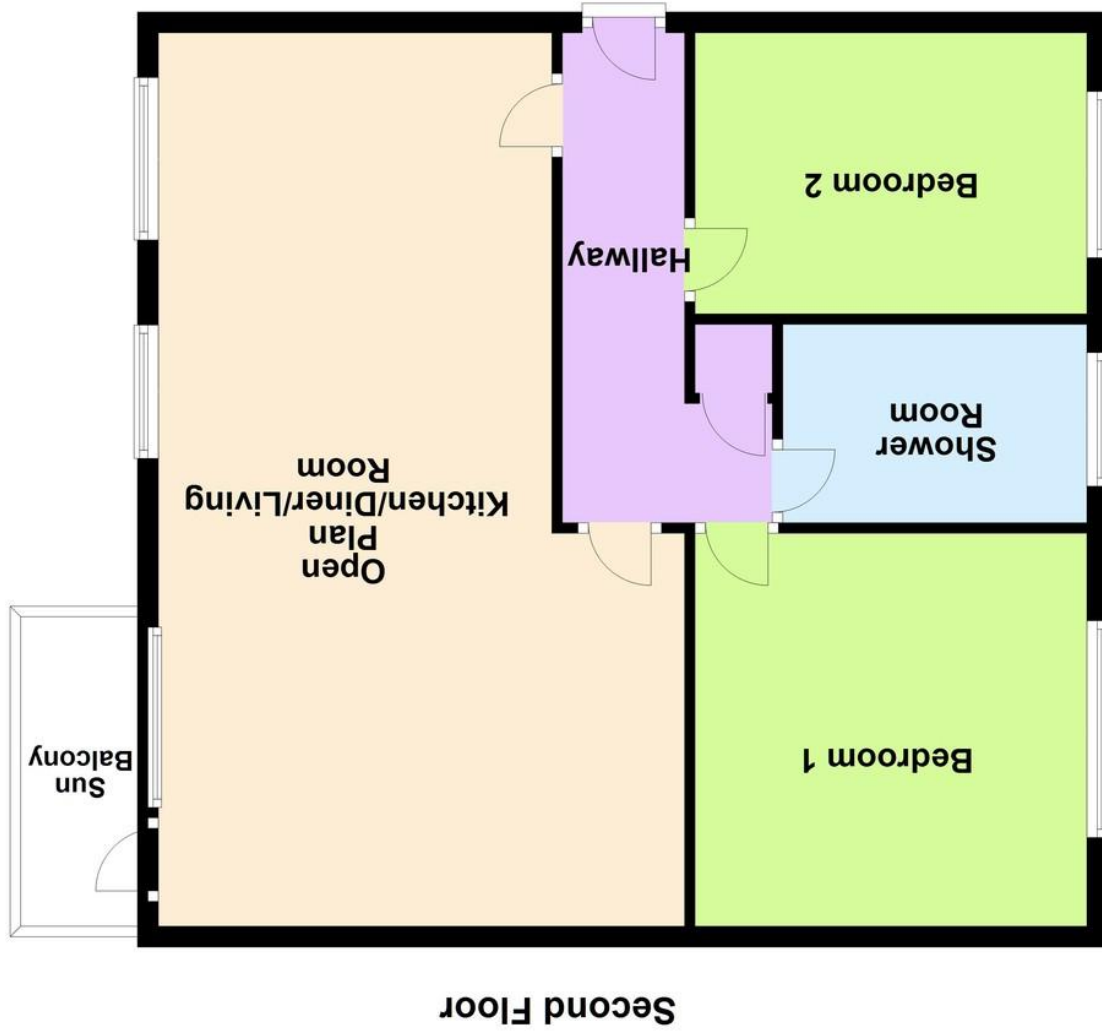 Second Floor
Sun
Balcony
Bedroom 1
Open
Plan
Kitchen/Diner/Living
Room
Shower
Room
Hallway
Bedroom 2